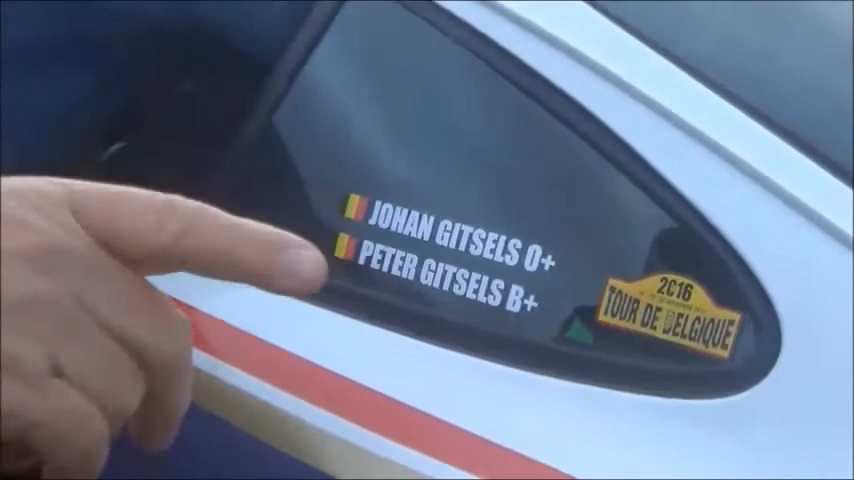 JOHAN GITSELS O+
PETER GITSELS B+
2016
TOUR DE BELGIQUE